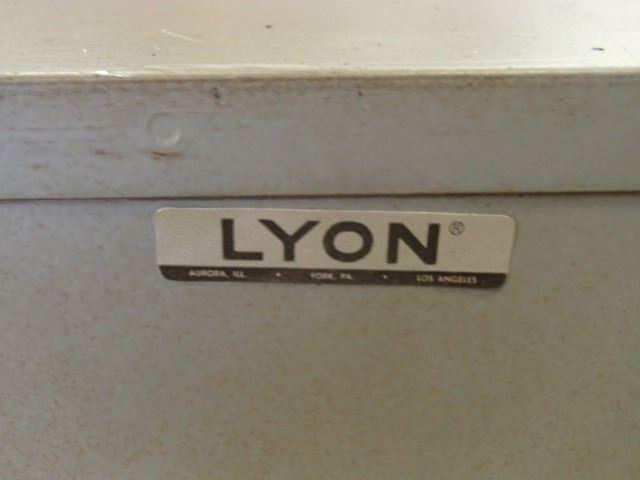 LYON®
AURORA, ILL. • YORK, PA. • LOS ANGELES